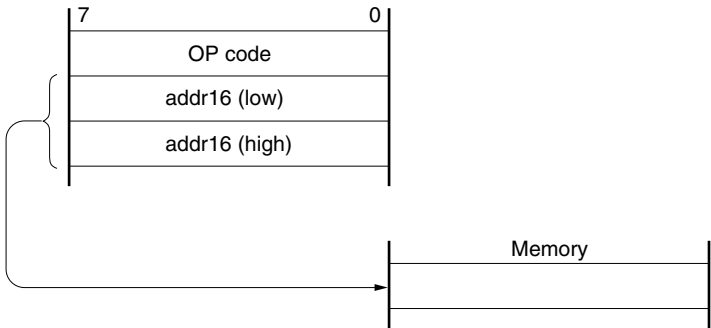 7 0
OP code
addr16 (low)
addr16 (high)
Memory